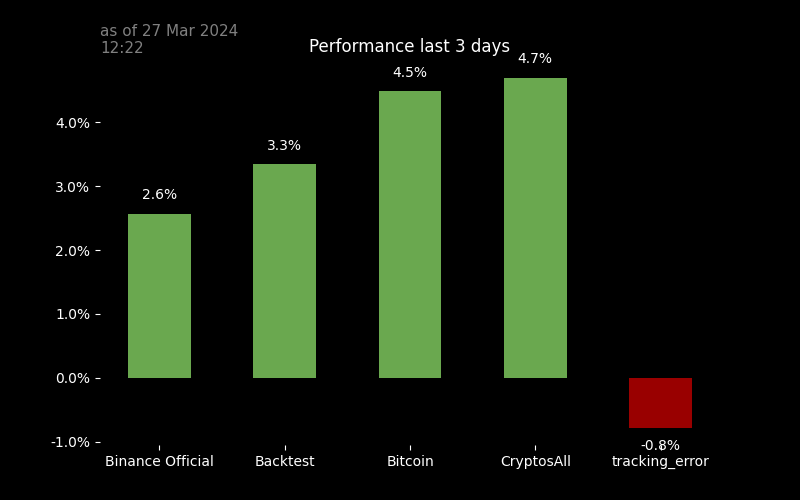 as of 27 Mar 2024
12:22
Performance last 3 days
4.7%
4.5%
4.0%
3.3%
3.0%
2.6%
2.0%
1.0%
0.0%
-1.0%
-0.8%
Binance Official
Backtest
Bitcoin
CryptosAll
tracking_error